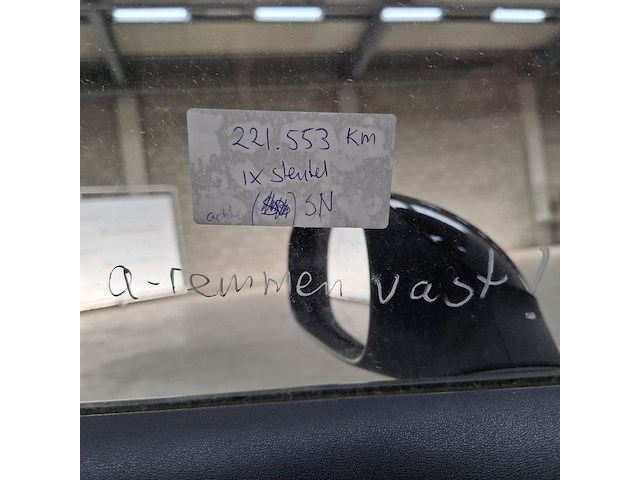 221.553 Km
1x sleutel
SN
a-remmen vast!